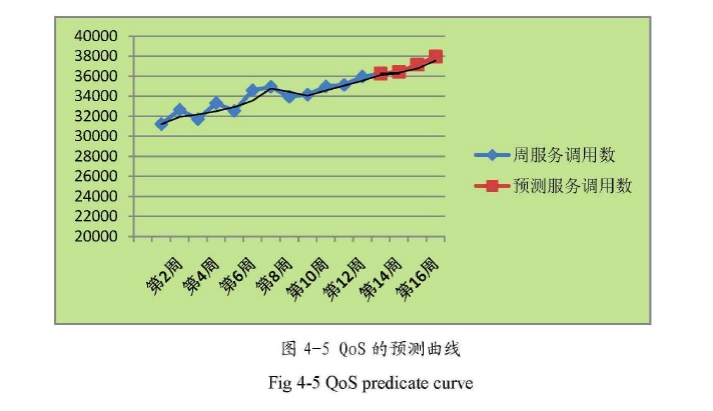 40000
38000
36000
34000
32000
30000
28000
26000
24000
22000
20000
第2周
第4周
第6周
第8周
第10周
第12周
第14周
第16周
周服务调用数
预测服务调用数
图 4-5 QoS 的预测曲线
Fig 4-5 QoS predicate curve